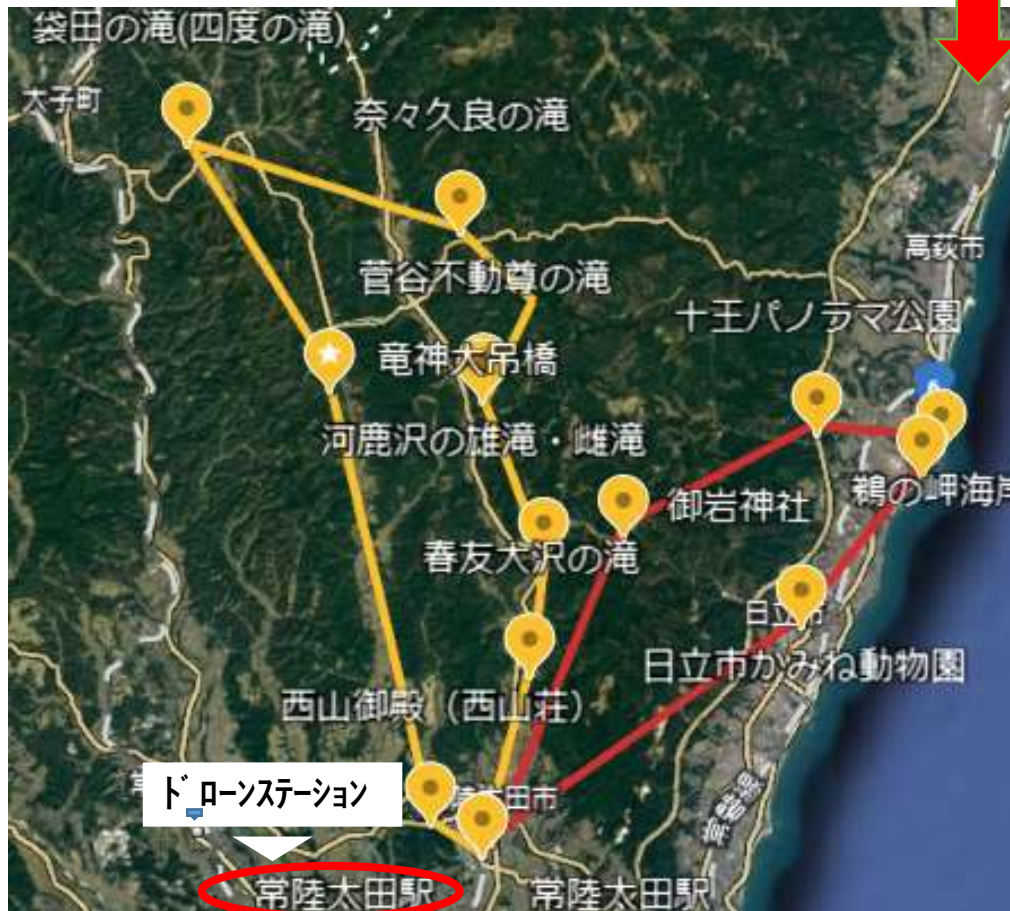 袋田の滝(四度の滝)
大子町
奈々久良の滝
高萩市
菅谷不動尊の滝
十王パノラマ公園
竜神大吊橋
河鹿沢の雄滝・雌滝
鵜の岬海岸
御岩神社
春友大沢の滝
日立市
日立市かみね動物園
西山御殿(西山荘)
ドローンステーション
太田市
常磐線
常陸太田駅
常陸太田駅